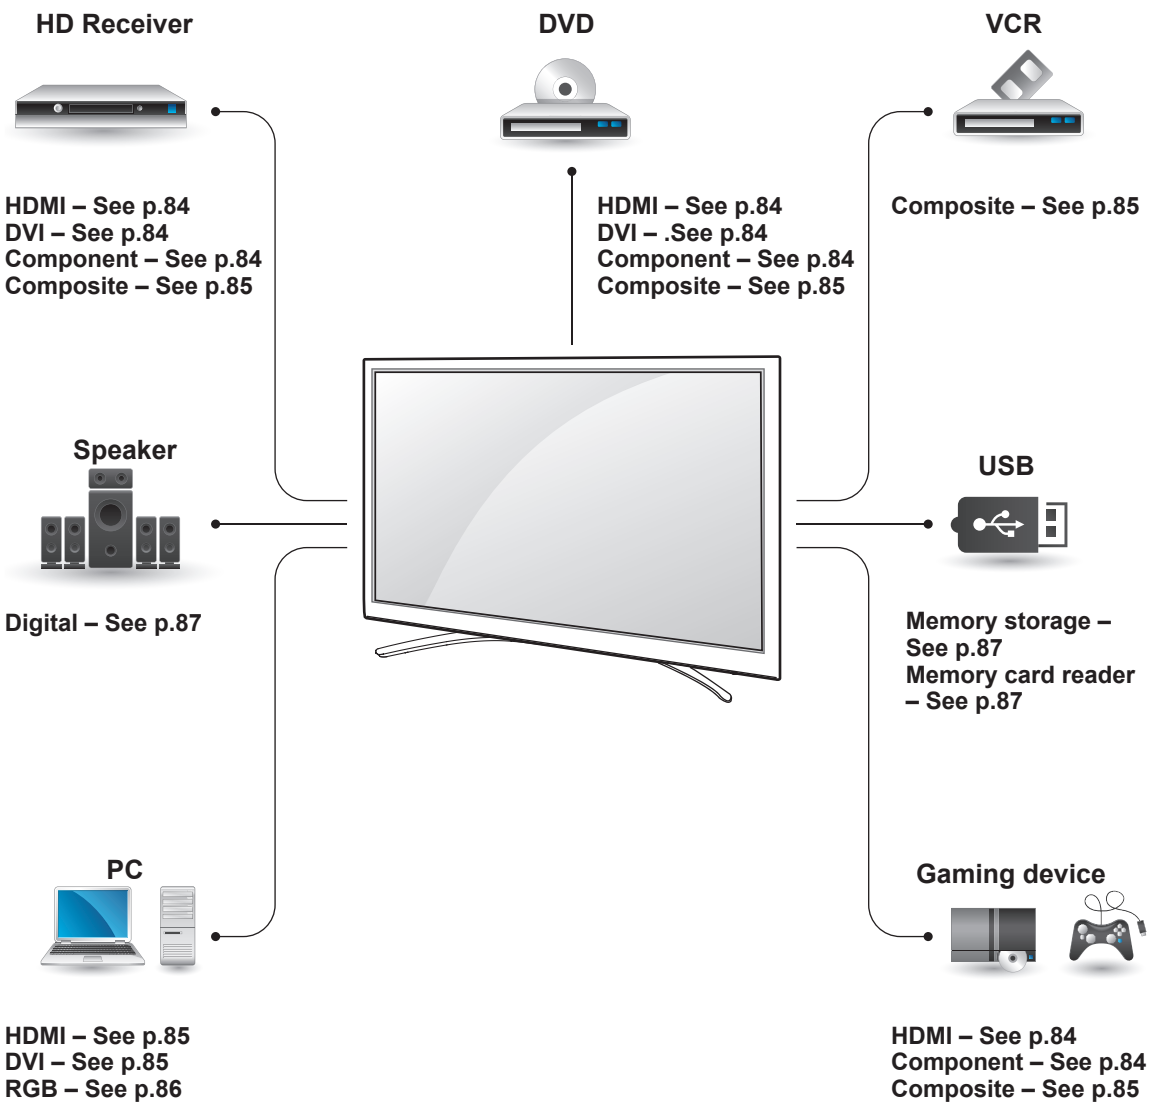 HD Receiver
HDMI – See p.84
DVI – See p.84
Component – See p.84
Composite – See p.85
DVD
HDMI – See p.84
DVI – .See p.84
Component – See p.84
Composite – See p.85
VCR
Composite – See p.85
Speaker
Digital – See p.87
USB
Memory storage –
See p.87
Memory card reader
– See p.87
PC
HDMI – See p.85
DVI – See p.85
RGB – See p.86
Gaming device
HDMI – See p.84
Component – See p.84
Composite – See p.85